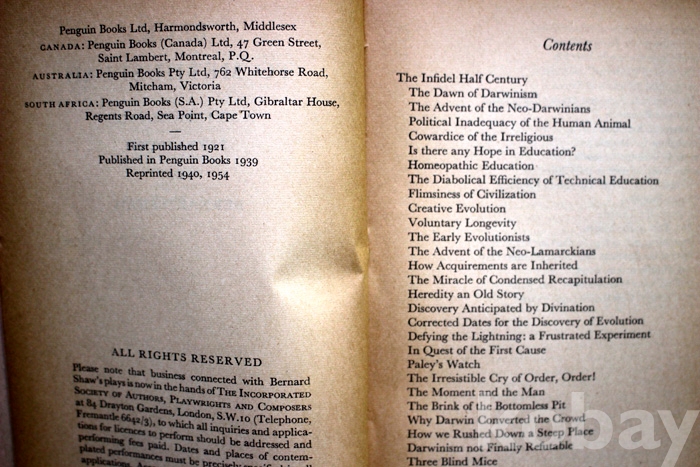 Penguin Books Ltd, Harmondsworth, Middlesex
CANADA: Penguin Books (Canada) Ltd, 47 Green Street,
Saint Lambert, Montreal, P.Q.
AUSTRALIA: Penguin Books Pty Ltd, 762 Whitehorse Road,
Mitcham, Victoria
SOUTH AFRICA: Penguin Books (S.A.) Pty Ltd, Gibraltar House,
Regents Road, Sea Point, Cape Town
First published 1921
Published in Penguin Books 1939
Reprinted 1940, 1954
ALL RIGHTS RESERVED
Please note that business connected with Bernard
Shaw's plays is now in the hands of THE INCORPORATED
SOCIETY OF AUTHORS, PLAYWRIGHTS AND COMPOSERS
at 84 Drayton Gardens, London, S.W.10 (Telephone,
Fremantle 6642/3), to which all inquiries and applica-
tions for licences to perform should be addressed and
performing fees paid. Dates and places of contem-
plated performances must be precisely specified in all
applications.
Contents
The Infidel Half Century
The Dawn of Darwinism
The Advent of the Neo-Darwinians
Political Inadequacy of the Human Animal
Cowardice of the Irreligious
Is there any Hope in Education?
Homeopathic Education
The Diabolical Efficiency of Technical Education
Flimsiness of Civilization
Creative Evolution
Voluntary Longevity
The Early Evolutionists
The Advent of the Neo-Lamarckians
How Acquirements are Inherited
The Miracle of Condensed Recapitulation
Heredity an Old Story
Discovery Anticipated by Divination
Corrected Dates for the Discovery of Evolution
Defying the Lightning: a Frustrated Experiment
In Quest of the First Cause
Paley's Watch
The Irresistible Cry of Order, Order!
The Moment and the Man
The Brink of the Bottomless Pit
Why Darwin Converted the Crowd
How we Rushed Down a Steep Place
Darwinism not Finally Refutable
Three Blind Mice
bay